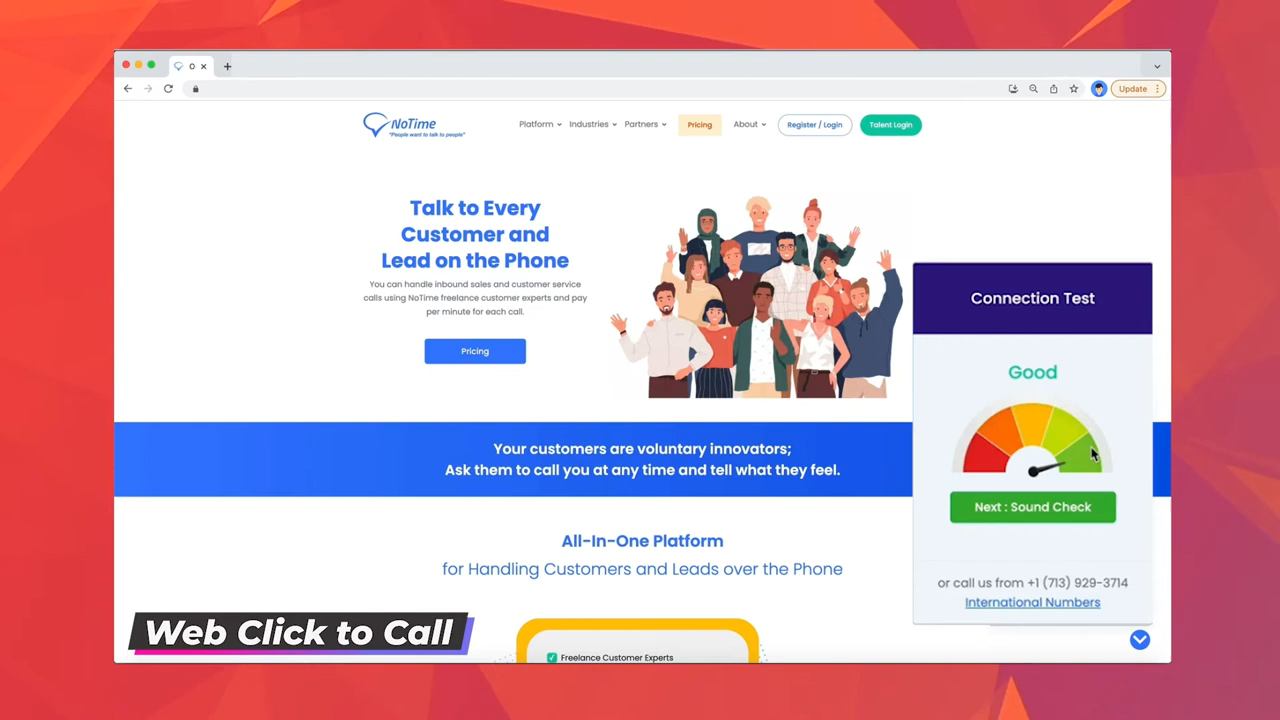 O
Update
NoTime
"People want to talk to people"
Platform
Industries
Partners
Pricing
About
Register / Login
Talent Login
Talk to Every
Customer and
Lead on the Phone
You can handle inbound sales and customer service
calls using NoTime freelance customer experts and pay
per minute for each call.
Pricing
Your customers are voluntary innovators;
Ask them to call you at any time and tell what they feel.
All-In-One Platform
for Handling Customers and Leads over the Phone
Freelance Customer Experts
Connection Test
Good
Next : Sound Check
or call us from +1 (713) 929-3714
International Numbers
Web Click to Call